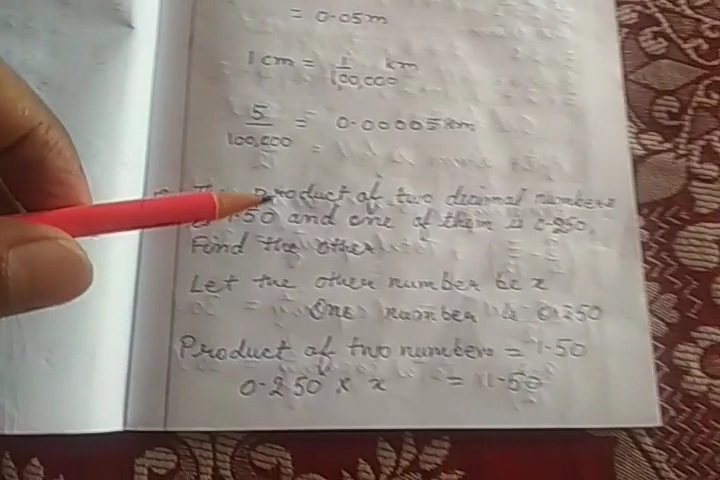 = 0.05m
1 cm = 1/100,000 km
5/100,000 = 0.00005 km
Product of two decimal numbers
1.50 and one of them is 0.250.
Find the other
Let the other number be x
One number is 0.250
Product of two numbers = 1.50
0.250 × x = 1.50